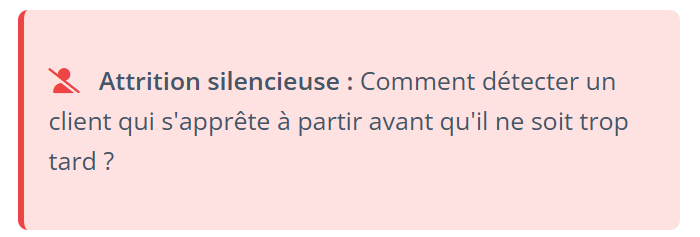 Attrition silencieuse : Comment détecter un
client qui s'apprête à partir avant qu'il ne soit trop
tard ?